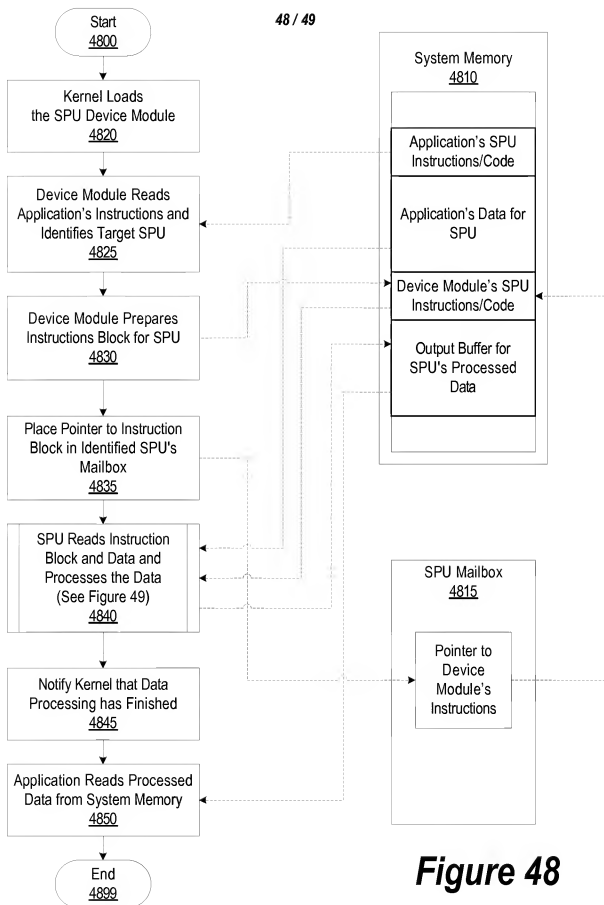 48 / 49
Start
4800
Kernel Loads
the SPU Device Module
4820
Device Module Reads
Application's Instructions and
Identifies Target SPU
4825
Device Module Prepares
Instructions Block for SPU
4830
Place Pointer to Instruction
Block in Identified SPU's
Mailbox
4835
SPU Reads Instruction
Block and Data and
Processes the Data
(See Figure 49)
4840
Notify Kernel that Data
Processing has Finished
4845
Application Reads Processed
Data from System Memory
4850
End
4899
System Memory
4810
Application's SPU
Instructions/Code
Application's Data for
SPU
Device Module's SPU
Instructions/Code
Output Buffer for
SPU's Processed
Data
SPU Mailbox
4815
Pointer to
Device
Module's
Instructions
Figure 48